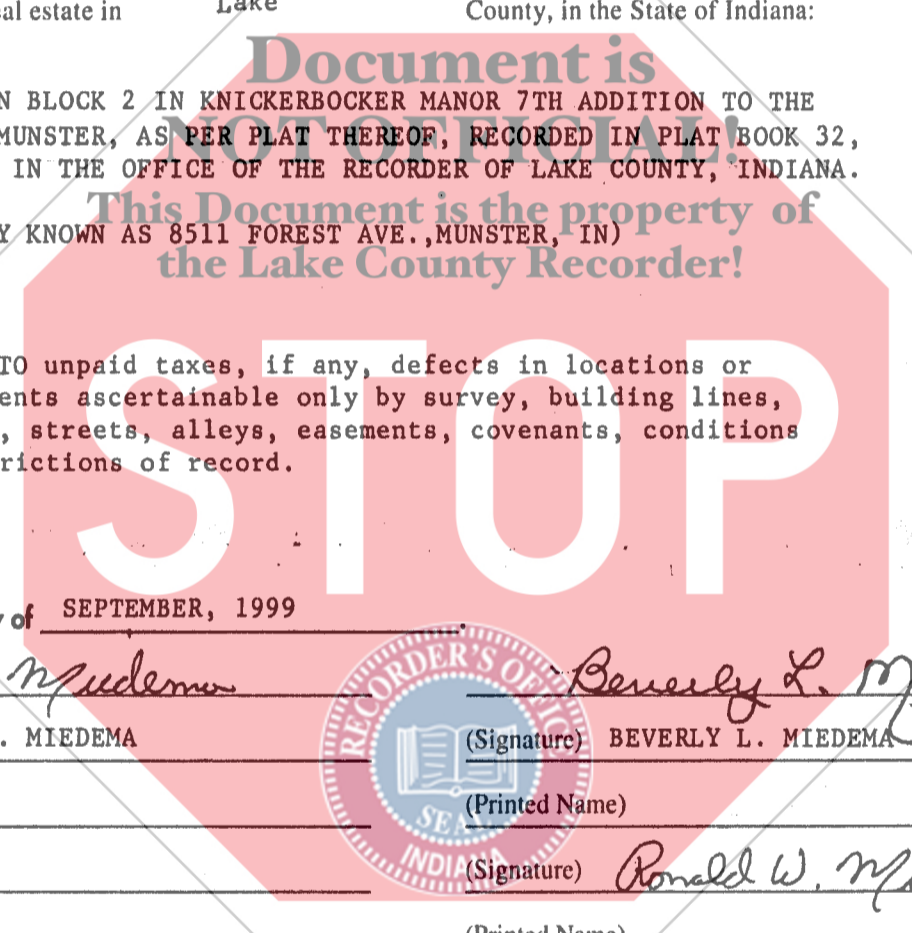 al estate in Lake County, in the State of Indiana:
Document is
N BLOCK 2 IN KNICKERBOCKER MANOR 7TH ADDITION TO THE
NOT OFFICIAL!
MUNSTER, AS PER PLAT THEREOF, RECORDED IN PLAT BOOK 32,
IN THE OFFICE OF THE RECORDER OF LAKE COUNTY, INDIANA.
This Document is the property of
Y KNOWN AS 8511 FOREST AVE.,MUNSTER, IN)
the Lake County Recorder!
STOP
TO unpaid taxes, if any, defects in locations or
ents ascertainable only by survey, building lines,
, streets, alleys, easements, covenants, conditions
rictions of record.
y of SEPTEMBER, 1999.
Miedema Beverly L. M
. MIEDEMA (Signature) BEVERLY L. MIEDEMA
RECORDER'S OFFICE
SEAL
INDIANA
(Printed Name)
(Signature) Ronald W. M
(Printed Name)